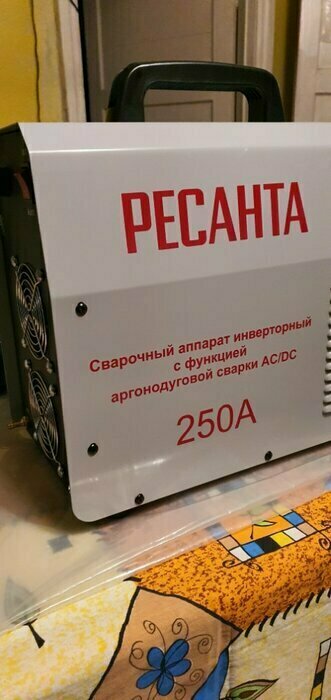 РЕСАНТА
Сварочный аппарат инверторный
с функцией
аргонодуговой сварки AC/DC
250А